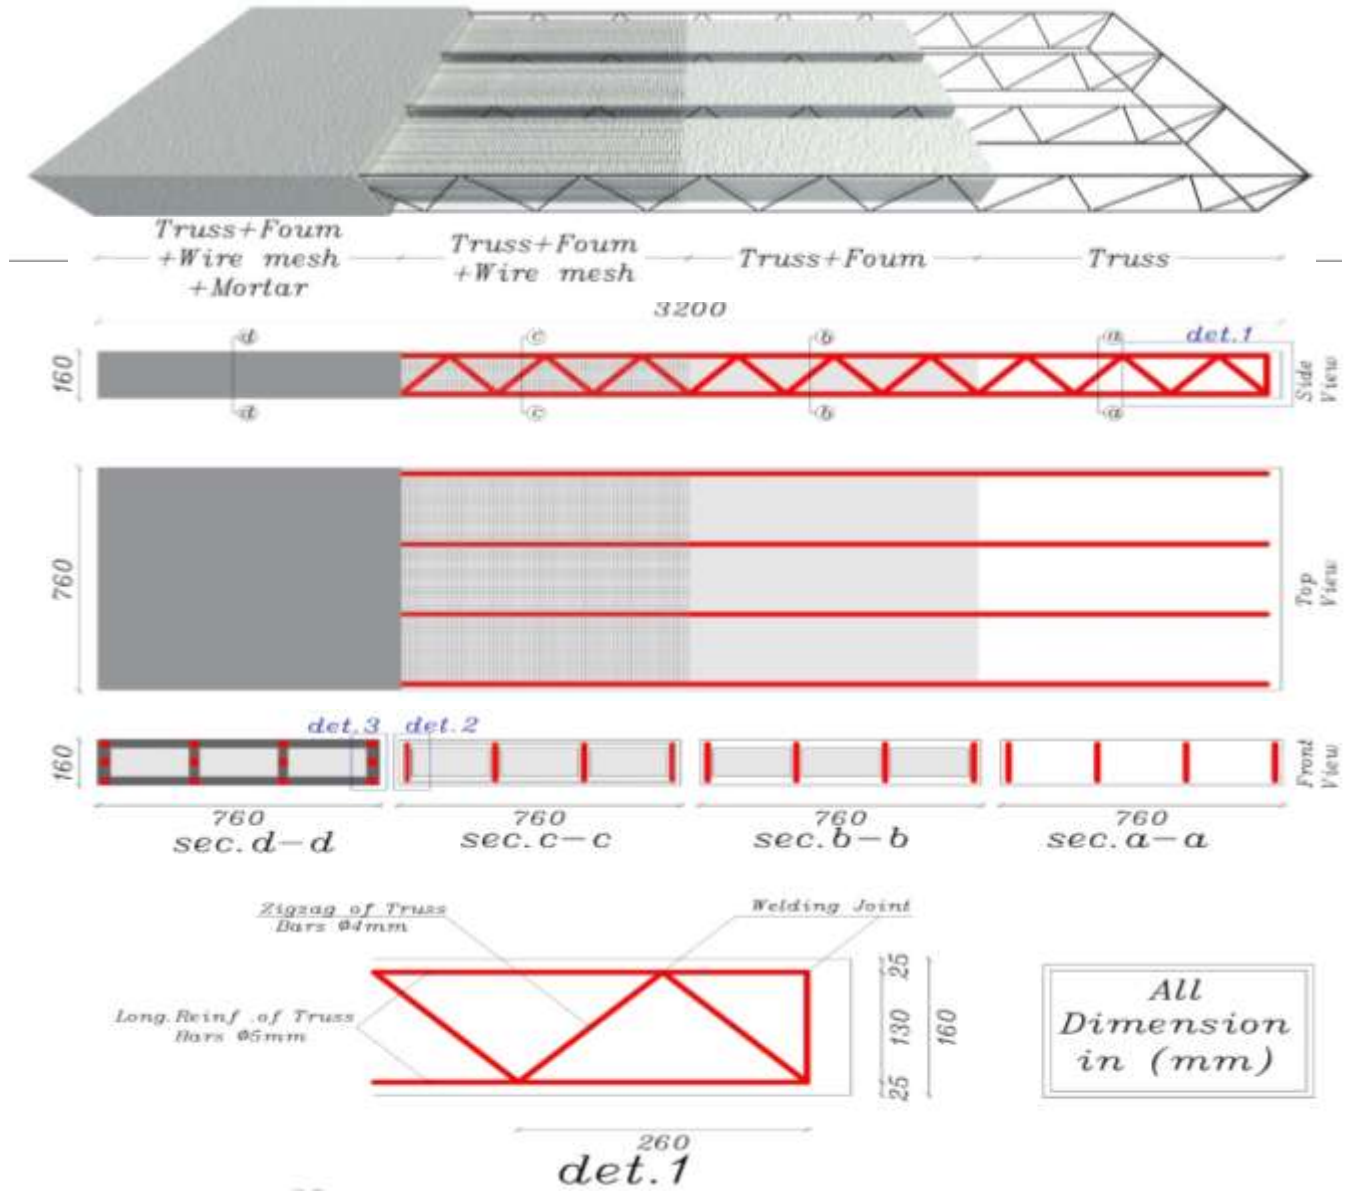 Truss+Foum
+Wire mesh
+Mortar
Truss+Foum
+Wire mesh
Truss+Foum
Truss
3200
d
c
b
a
det.1
160
Side
View
d
c
b
a
760
Top
View
det.3
det.2
160
Front
View
760
760
760
760
sec.d-d
sec.c-c
sec.b-b
sec.a-a
Zigzag of Truss
Bars Ø4mm
Welding Joint
Long.Reinf .of Truss
Bars Ø5mm
25
130
25
160
260
det.1
All
Dimension
in (mm)